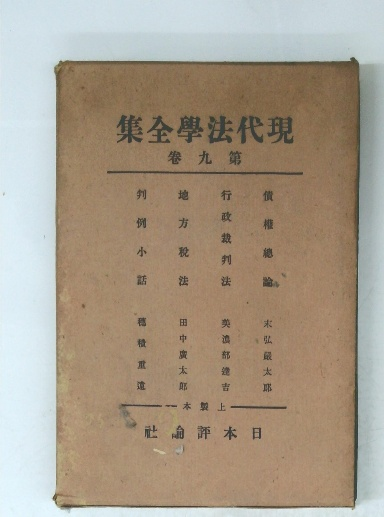 現代法學全集
第九卷
債權總論 末弘嚴太郎
行政裁判法 美濃部達吉
地方稅法 田中廣太郎
判例小話 穗積重遠
上製本
日本評論社